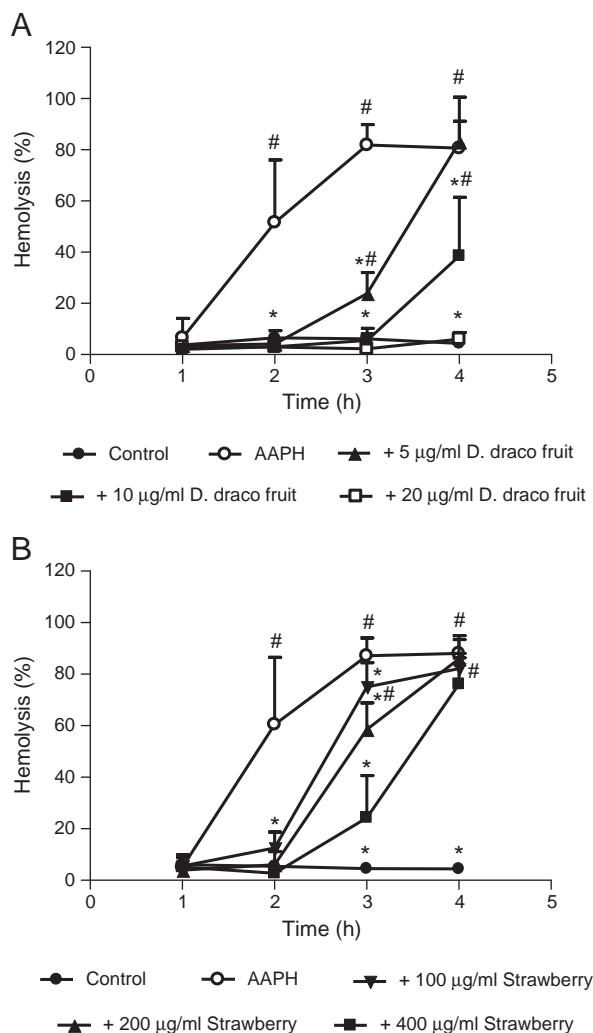 A
120
#
#
100
#
80
*#
60
40
*#
20
*
*
*
0
0
1
2
3
4
5
Hemolysis (%)
Time (h)
Control
AAPH
+ 5 µg/ml D. draco fruit
+ 10 µg/ml D. draco fruit
+ 20 µg/ml D. draco fruit
B
120
#
#
#
100
80
*
#
*#
60
40
*
20
*
*
*
0
0
1
2
3
4
5
Hemolysis (%)
Time (h)
Control
AAPH
+ 100 µg/ml Strawberry
+ 200 µg/ml Strawberry
+ 400 µg/ml Strawberry